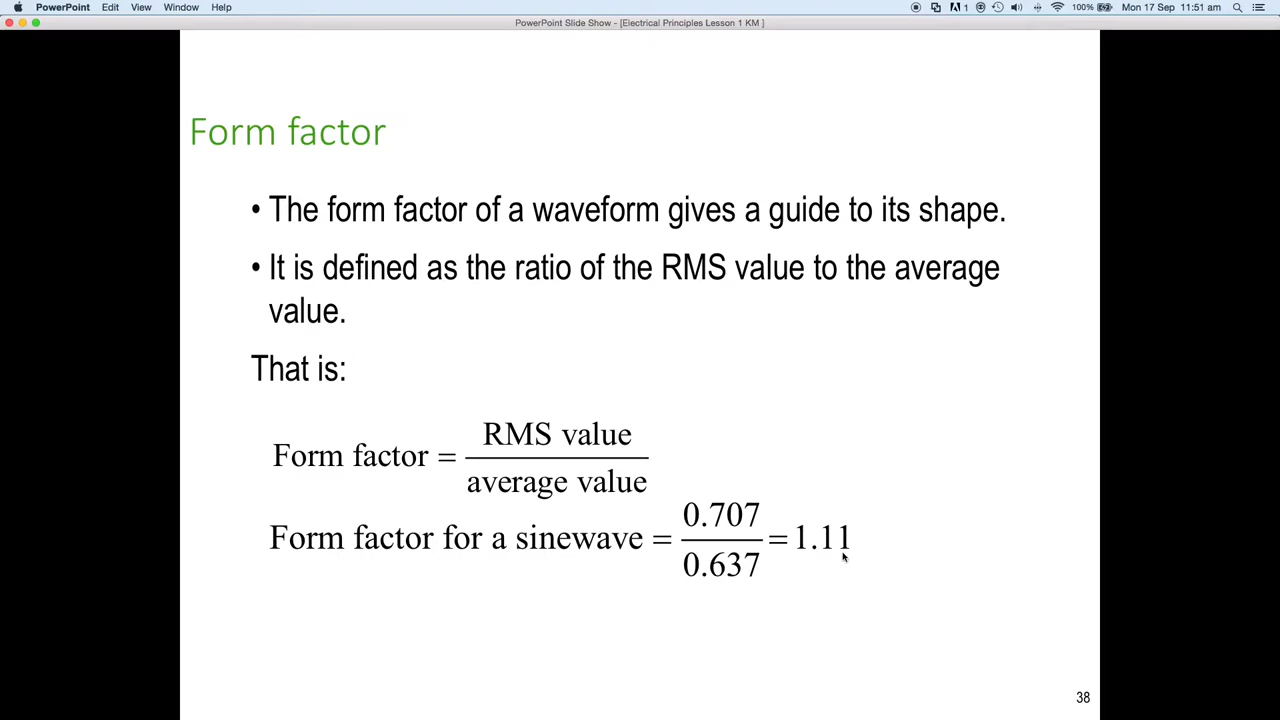 PowerPoint Edit View Window Help 1 100% Mon 17 Sep 11:51 am
PowerPoint Slide Show - [Electrical Principles Lesson 1 KM ]
Form factor
• The form factor of a waveform gives a guide to its shape.
• It is defined as the ratio of the RMS value to the average
value.
That is:
Form factor = RMS value / average value
Form factor for a sinewave = 0.707 / 0.637 = 1.11
38